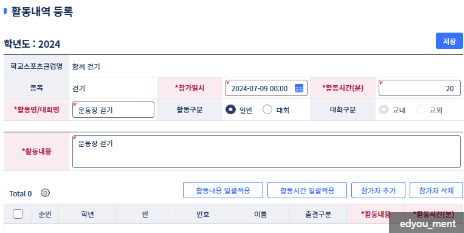 활동내역 등록
학년도 : 2024
저장
학교스포츠클럽명 함께 걷기
종목 걷기 *참가일시 2024-07-09 00:00 *활동시간(분) 20
*활동명/대회명 운동장 걷기 활동구분 일반 대회 대회구분 교내 교외
*활동내용 운동장 걷기
Total 0 활동내용 일괄적용 활동시간 일괄적용 참가자 추가 참가자 삭제
순번 학년 반 번호 이름 출결구분 *활동내용 *활동시간(분)
edyou_ment